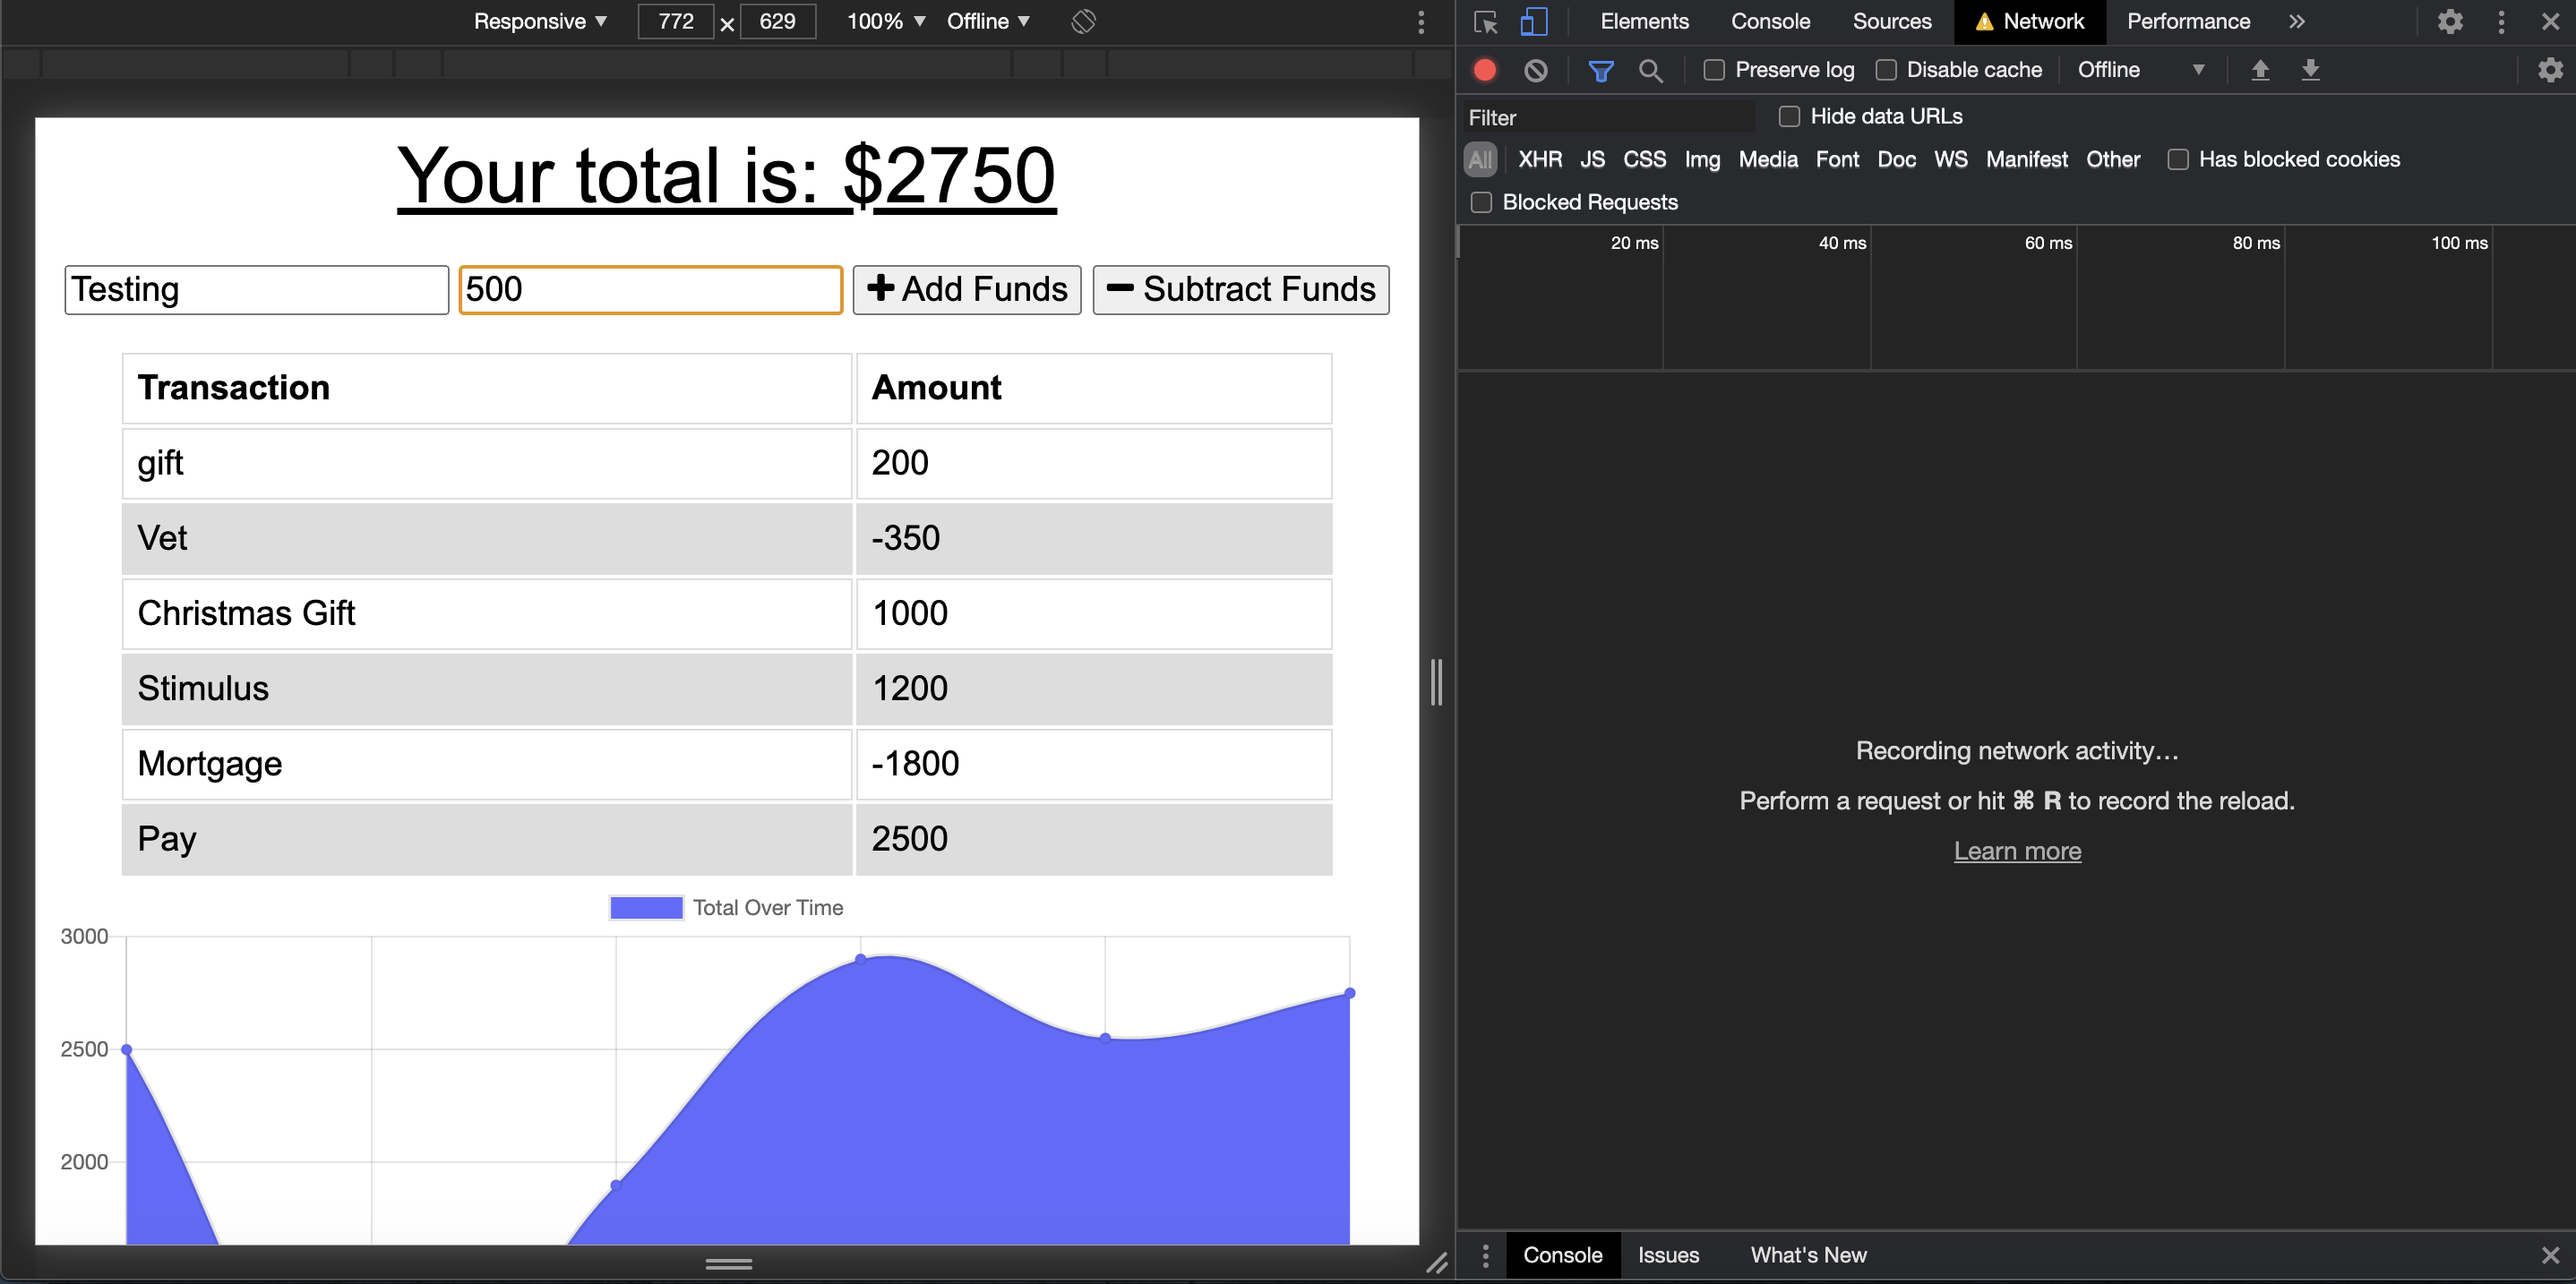 Responsive ▼ 772 × 629 100% ▼ Offline ▼
Elements Console Sources Network Performance »
Preserve log Disable cache Offline ▼
Filter Hide data URLs
All XHR JS CSS Img Media Font Doc WS Manifest Other Has blocked cookies
Blocked Requests
20 ms 40 ms 60 ms 80 ms 100 ms
Recording network activity…
Perform a request or hit ⌘ R to record the reload.
Learn more
Console Issues What's New
Your total is: $2750
Testing 500 Add Funds Subtract Funds
Transaction Amount
gift 200
Vet -350
Christmas Gift 1000
Stimulus 1200
Mortgage -1800
Pay 2500
Total Over Time
3000
2500
2000